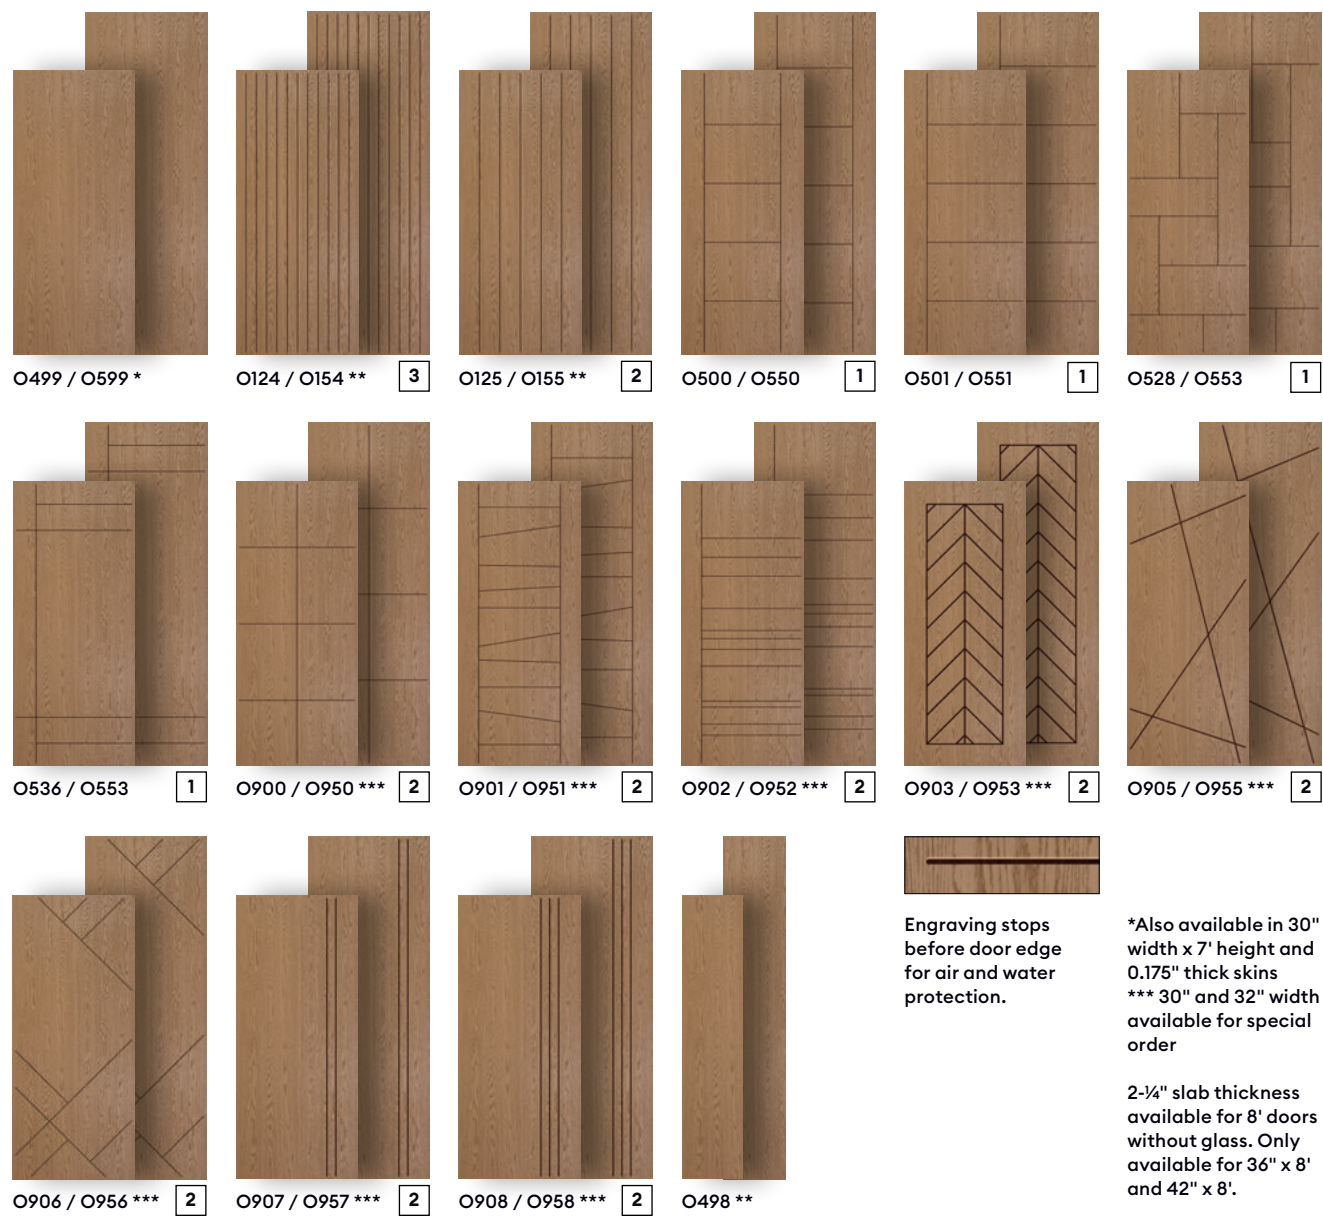 O499 / O599 *
O124 / O154 **
3
O125 / O155 **
2
O500 / O550
1
O501 / O551
1
O528 / O553
1
O536 / O553
1
O900 / O950 ***
2
O901 / O951 ***
2
O902 / O952 ***
2
O903 / O953 ***
2
O905 / O955 ***
2
O906 / O956 ***
2
O907 / O957 ***
2
O908 / O958 ***
2
O498 **
Engraving stops
before door edge
for air and water
protection.
*Also available in 30"
width x 7' height and
0.175" thick skins
*** 30" and 32" width
available for special
order
2-¼" slab thickness
available for 8' doors
without glass. Only
available for 36" x 8'
and 42" x 8'.